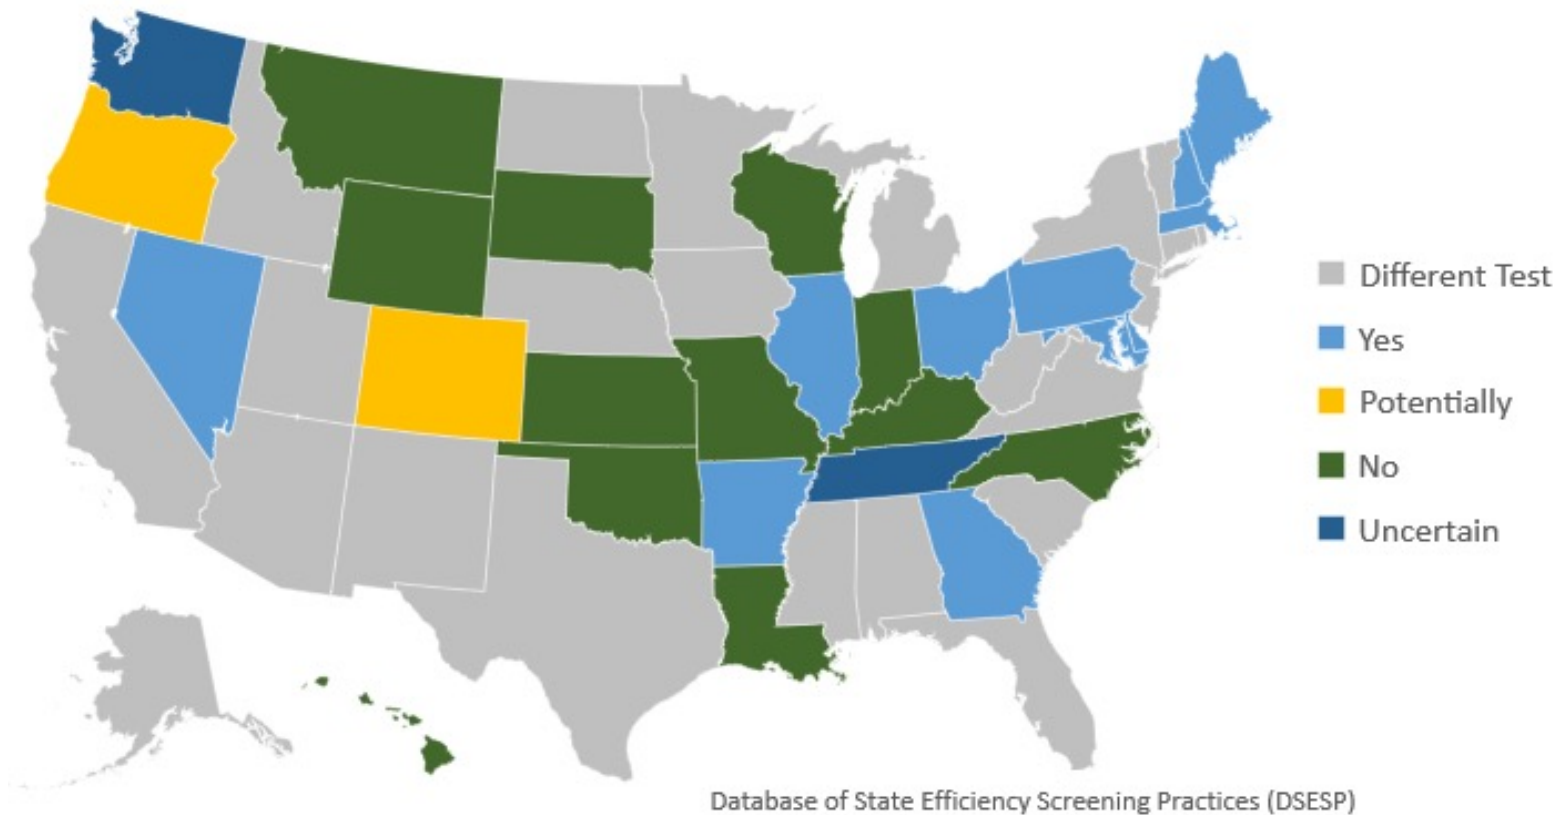 Different Test
Yes
Potentially
No
Uncertain
Database of State Efficiency Screening Practices (DSESP)